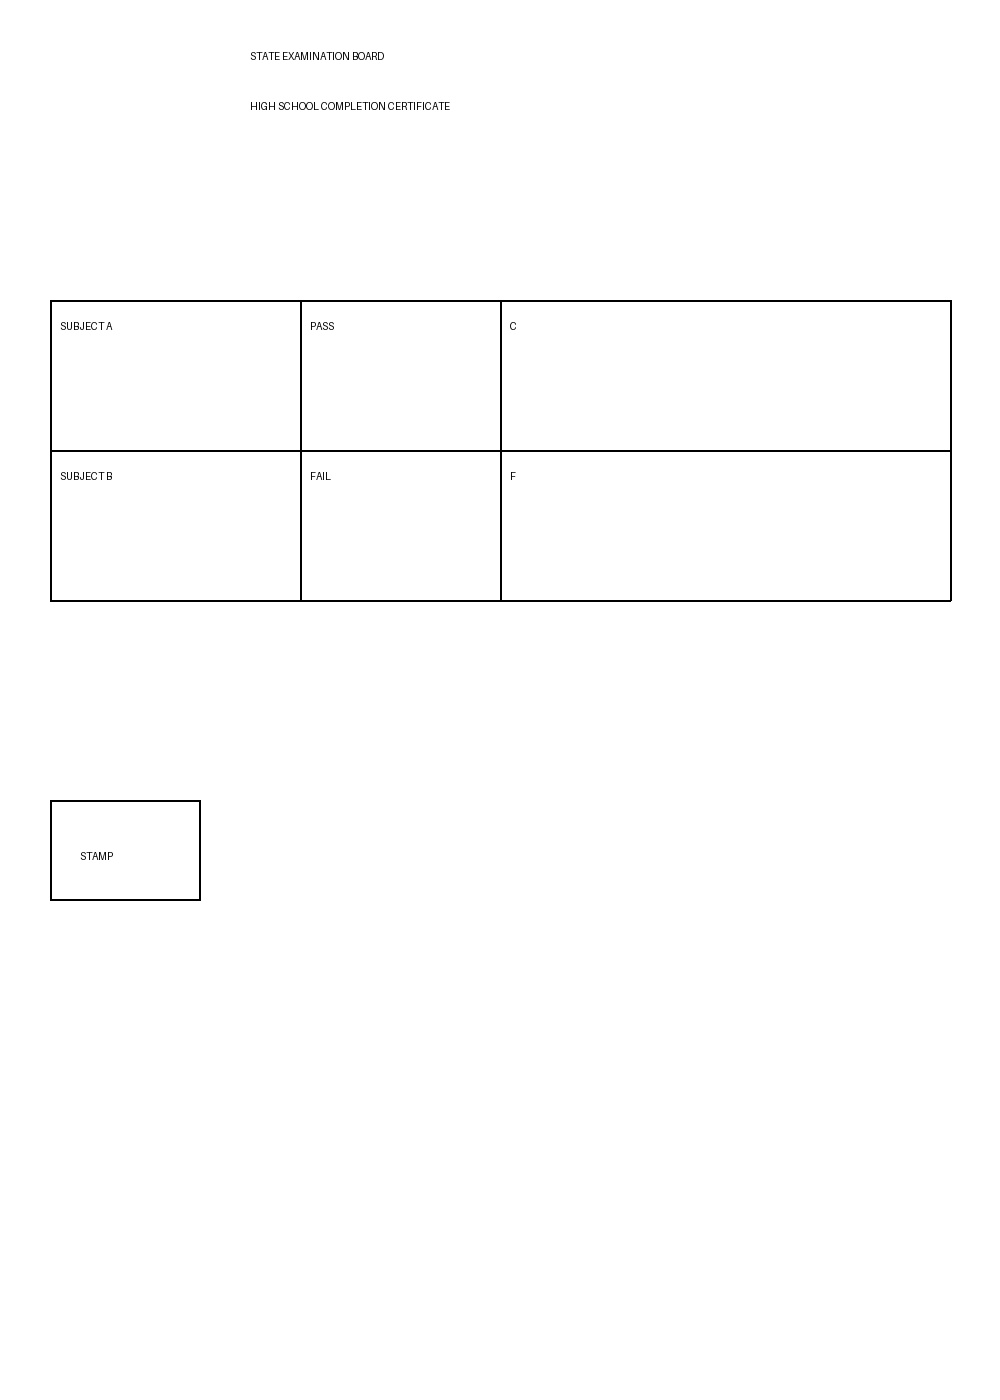 STATE EXAMINATION BOARD
HIGH SCHOOL COMPLETION CERTIFICATE
SUBJECT A PASS C
SUBJECT B FAIL F
STAMP